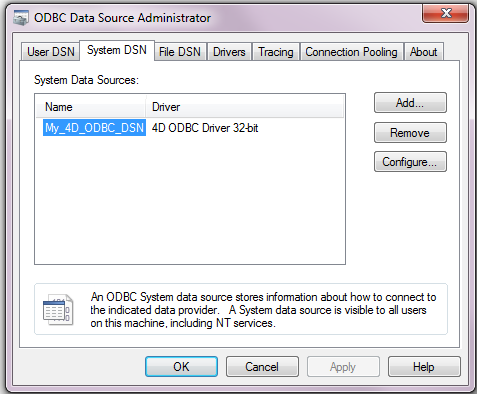 ODBC Data Source Administrator
User DSN System DSN File DSN Drivers Tracing Connection Pooling About
System Data Sources:
Name Driver
My_4D_ODBC_DSN 4D ODBC Driver 32-bit
Add...
Remove
Configure...
An ODBC System data source stores information about how to connect to
the indicated data provider. A System data source is visible to all users
on this machine, including NT services.
OK Cancel Apply Help